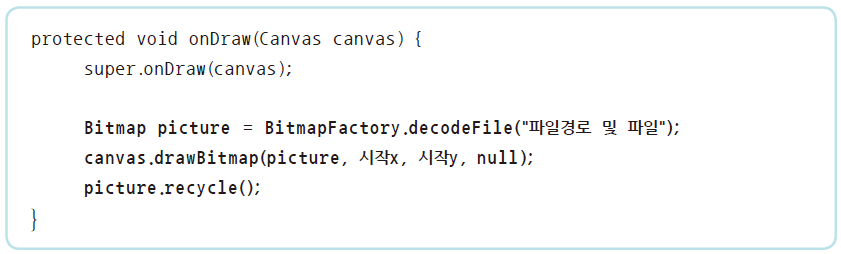 protected void onDraw(Canvas canvas) {
super.onDraw(canvas);
Bitmap picture = BitmapFactory.decodeFile("파일경로 및 파일");
canvas.drawBitmap(picture, 시작x, 시작y, null);
picture.recycle();
}